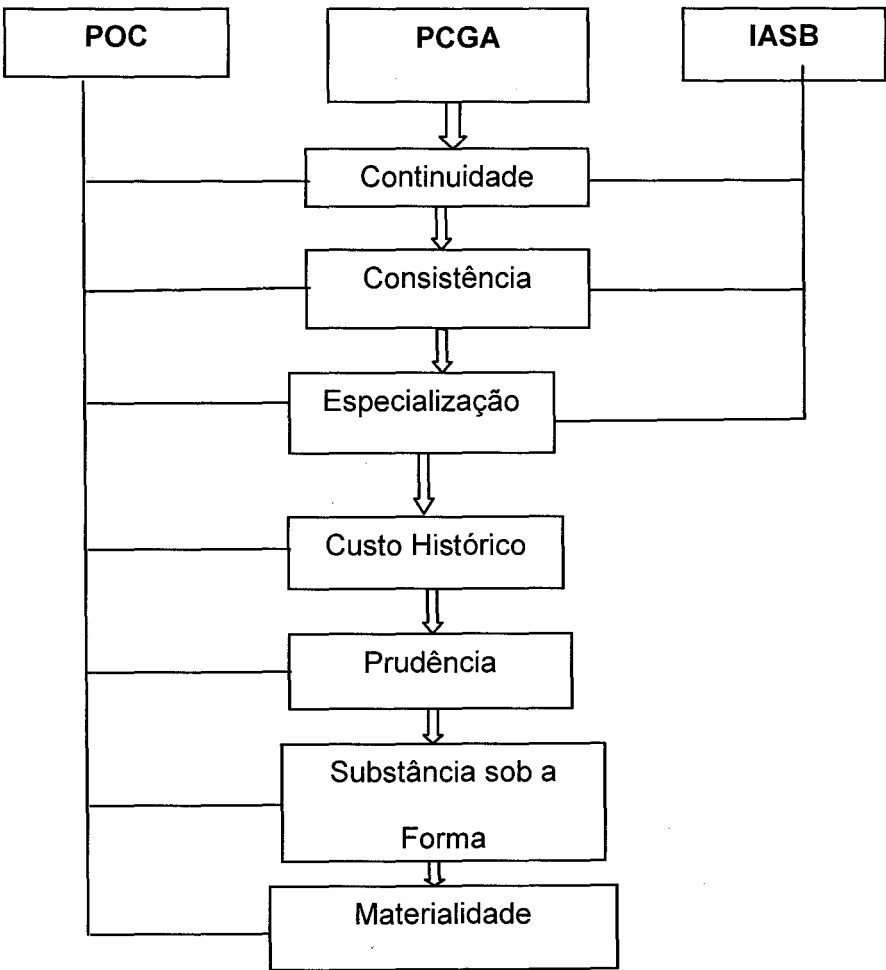 POC
PCGA
IASB
Continuidade
Consistência
Especialização
Custo Histórico
Prudência
Substância sob a
Forma
Materialidade